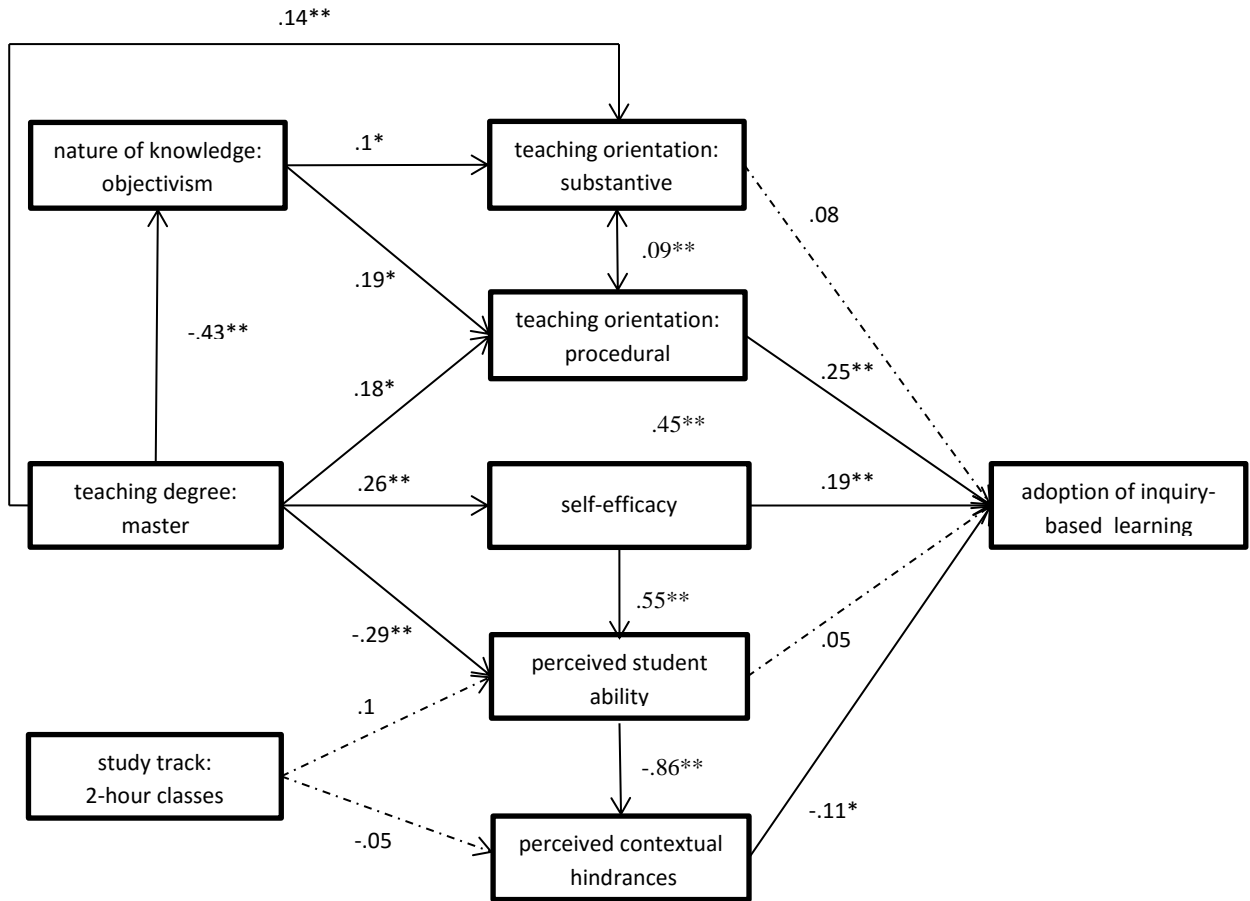 .14**
nature of knowledge:
objectivism
.1*
teaching orientation:
substantive
.08
.09**
.19*
-.43**
teaching orientation:
procedural
.18*
.25**
.45**
teaching degree:
master
.26**
self-efficacy
.19**
adoption of inquiry-
based learning
.55**
-.29**
.05
perceived student
ability
.1
study track:
2-hour classes
-.86**
-.11*
-.05
perceived contextual
hindrances